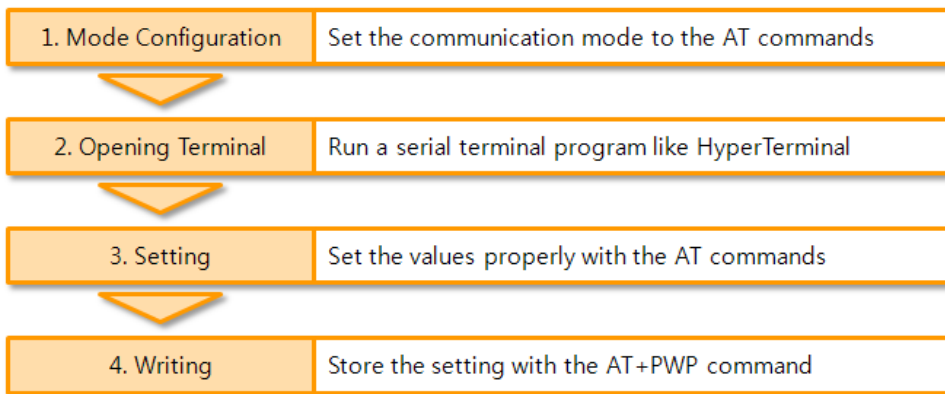 1. Mode Configuration
Set the communication mode to the AT commands
2. Opening Terminal
Run a serial terminal program like HyperTerminal
3. Setting
Set the values properly with the AT commands
4. Writing
Store the setting with the AT+PWP command